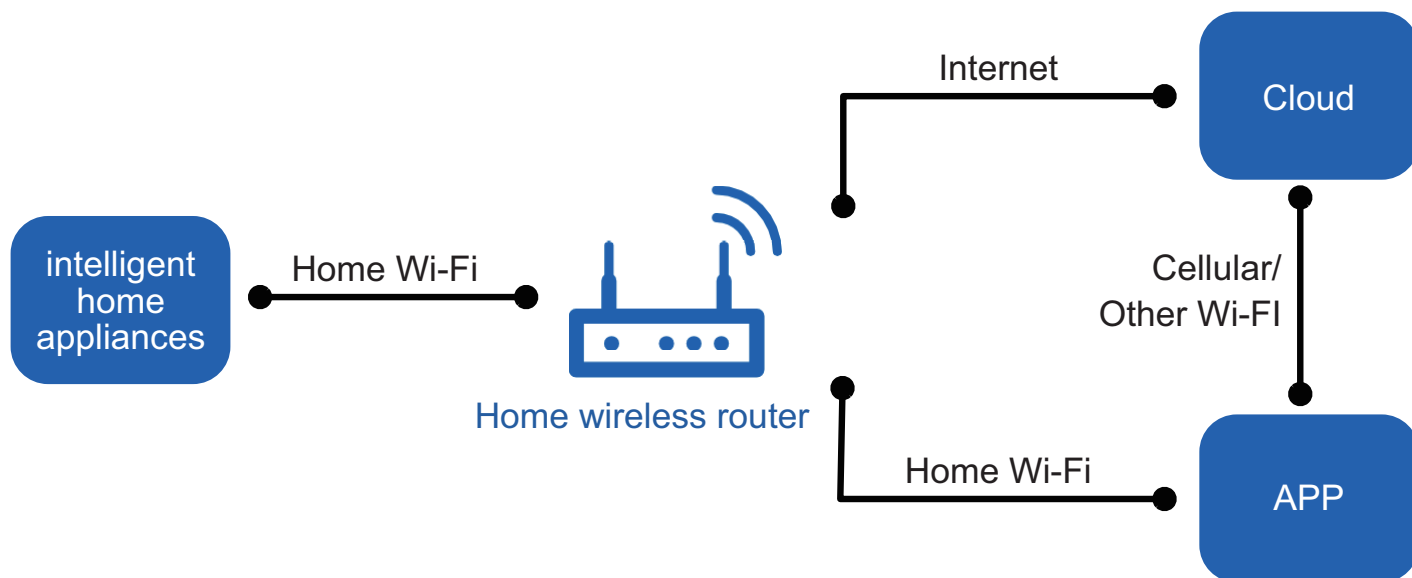 Internet
Cloud
intelligent
home
appliances
Home Wi-Fi
Cellular/
Other Wi-FI
Home wireless router
Home Wi-Fi
APP